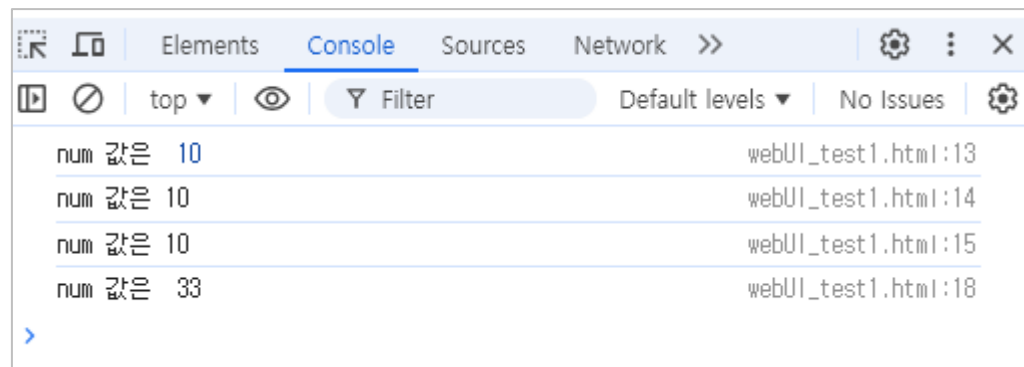 Elements Console Sources Network
top Filter Default levels No Issues
num 값은  10 webUI_test1.html:13
num 값은 10 webUI_test1.html:14
num 값은 10 webUI_test1.html:15
num 값은  33 webUI_test1.html:18